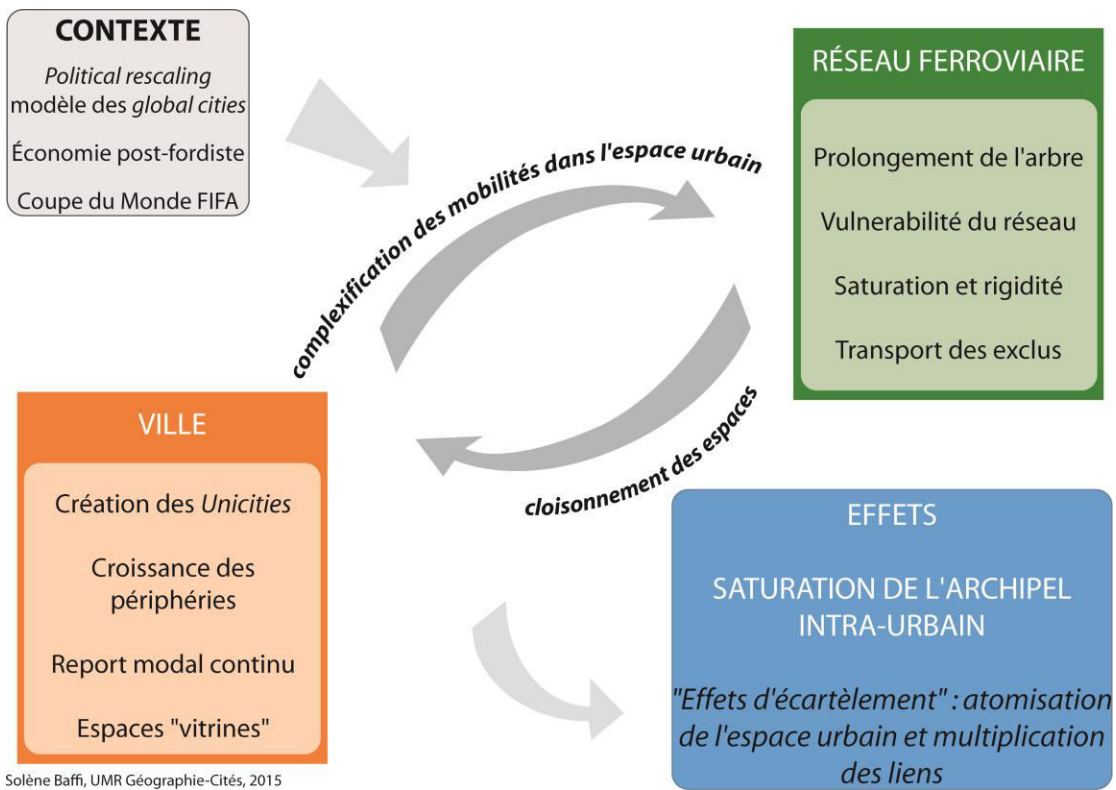 CONTEXTE
Political rescaling
modèle des global cities
Économie post-fordiste
Coupe du Monde FIFA
complexification des mobilités dans l'espace urbain
RÉSEAU FERROVIAIRE
Prolongement de l'arbre
Vulnerabilité du réseau
Saturation et rigidité
Transport des exclus
VILLE
Création des Unicities
Croissance des
périphéries
Report modal continu
Espaces "vitrines"
cloisonnement des espaces
EFFETS
SATURATION DE L'ARCHIPEL
INTRA-URBAIN
"Effets d'écartèlement" : atomisation
de l'espace urbain et multiplication
des liens
Solène Baffi, UMR Géographie-Cités, 2015